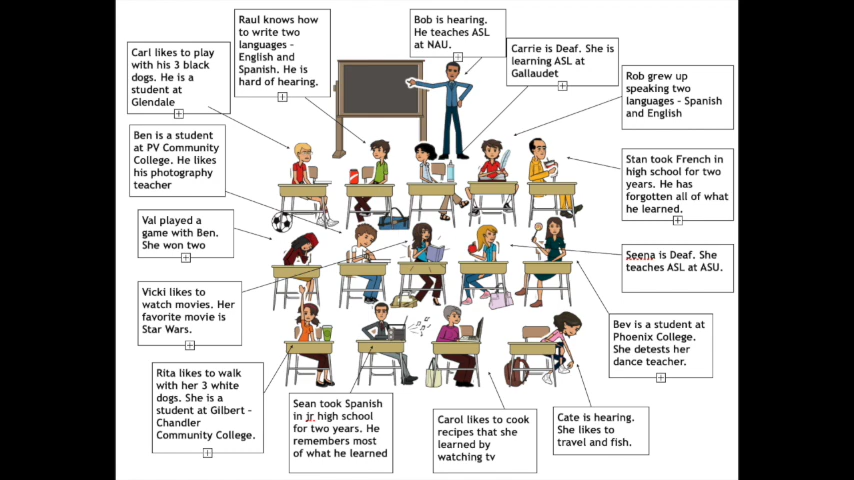 Carl likes to play
with his 3 black
dogs. He is a
student at
Glendale
Raul knows how
to write two
languages –
English and
Spanish. He is
hard of hearing.
Bob is hearing.
He teaches ASL
at NAU.
Carrie is Deaf. She is
learning ASL at
Gallaudet
Rob grew up
speaking two
languages – Spanish
and English
Ben is a student
at PV Community
College. He likes
his photography
teacher
Stan took French in
high school for two
years. He has
forgotten all of what
he learned.
Val played a
game with Ben.
She won two
Seena is Deaf. She
teaches ASL at ASU.
Vicki likes to
watch movies. Her
favorite movie is
Star Wars.
Bev is a student at
Phoenix College.
She detests her
dance teacher.
Rita likes to walk
with her 3 white
dogs. She is a
student at Gilbert –
Chandler
Community College.
Sean took Spanish
in jr high school
for two years. He
remembers most
of what he learned
Carol likes to cook
recipes that she
learned by
watching tv
Cate is hearing.
She likes to
travel and fish.